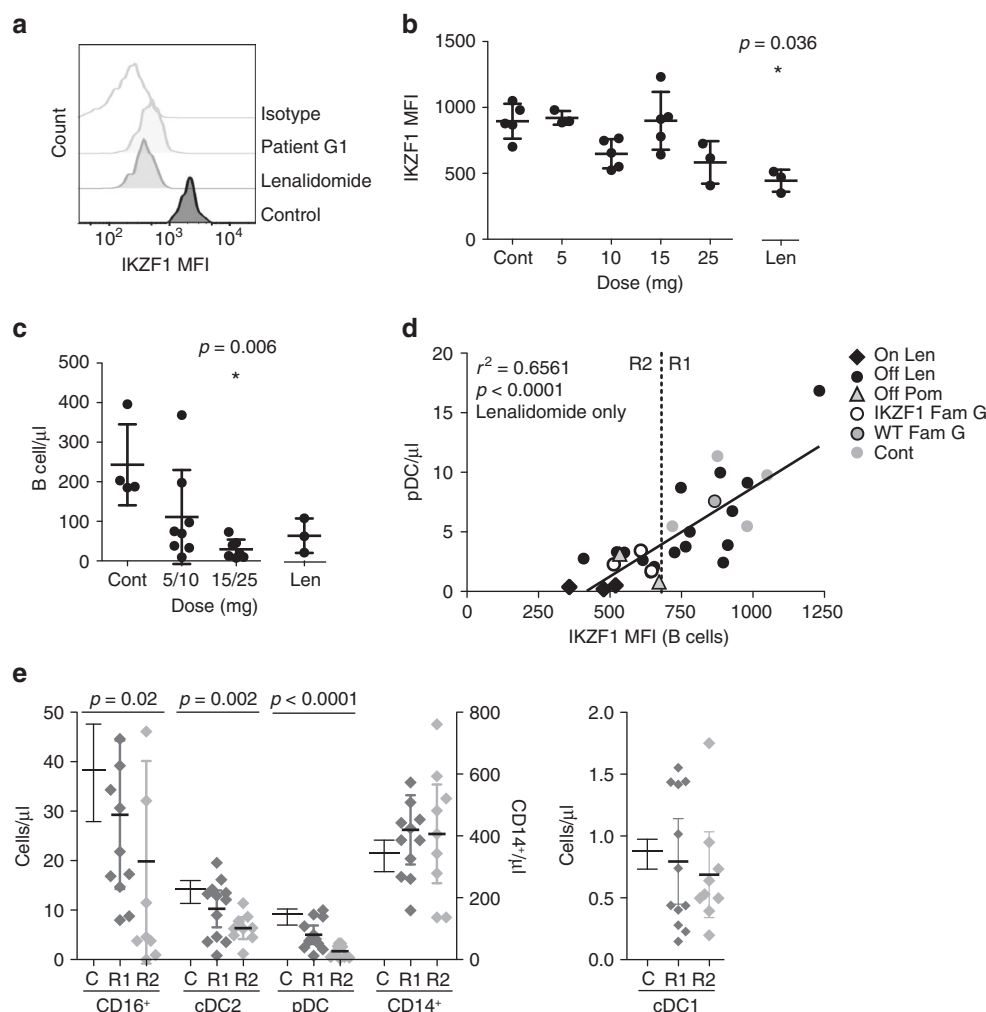 a
Count
Isotype
Patient G1
Lenalidomide
Control
10²
10³
10⁴
IKZF1 MFI
b
p = 0.036
*
IKZF1 MFI
1500
1000
500
0
Cont
5
10
15
25
Len
Dose (mg)
c
p = 0.006
*
B cell/μl
500
400
300
200
100
0
Cont
5/10
15/25
Len
Dose (mg)
d
r² = 0.6561
p < 0.0001
Lenalidomide only
R2
R1
pDC/μl
20
15
10
5
0
0
250
500
750
1000
1250
IKZF1 MFI (B cells)
On Len
Off Len
Off Pom
IKZF1 Fam G
WT Fam G
Cont
e
p = 0.02
p = 0.002
p < 0.0001
Cells/μl
50
40
30
20
10
0
800
600
400
200
0
CD14⁺/μl
C R1 R2
C R1 R2
C R1 R2
C R1 R2
CD16⁺
cDC2
pDC
CD14⁺
Cells/μl
2.0
1.5
1.0
0.5
0.0
C R1 R2
cDC1